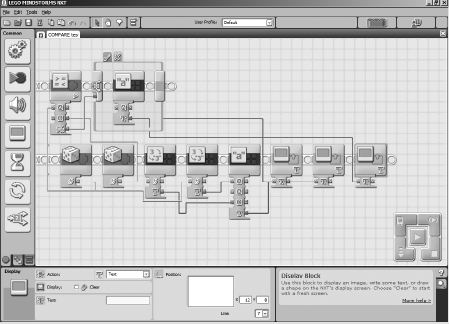 LEGO MINDSTORMS NXT
File Edit Tools Help
User Profile: Default
Common
COMPARE tes
"a"
"a"
Display
Action:
Text
Display:
Clear
Text:
Position:
X 12 Y 8
Line 7
Display Block
Use this block to display an image, write some text, or draw
a shape on the NXT's display screen. Choose "Clear" to start
with a fresh screen.
More help »